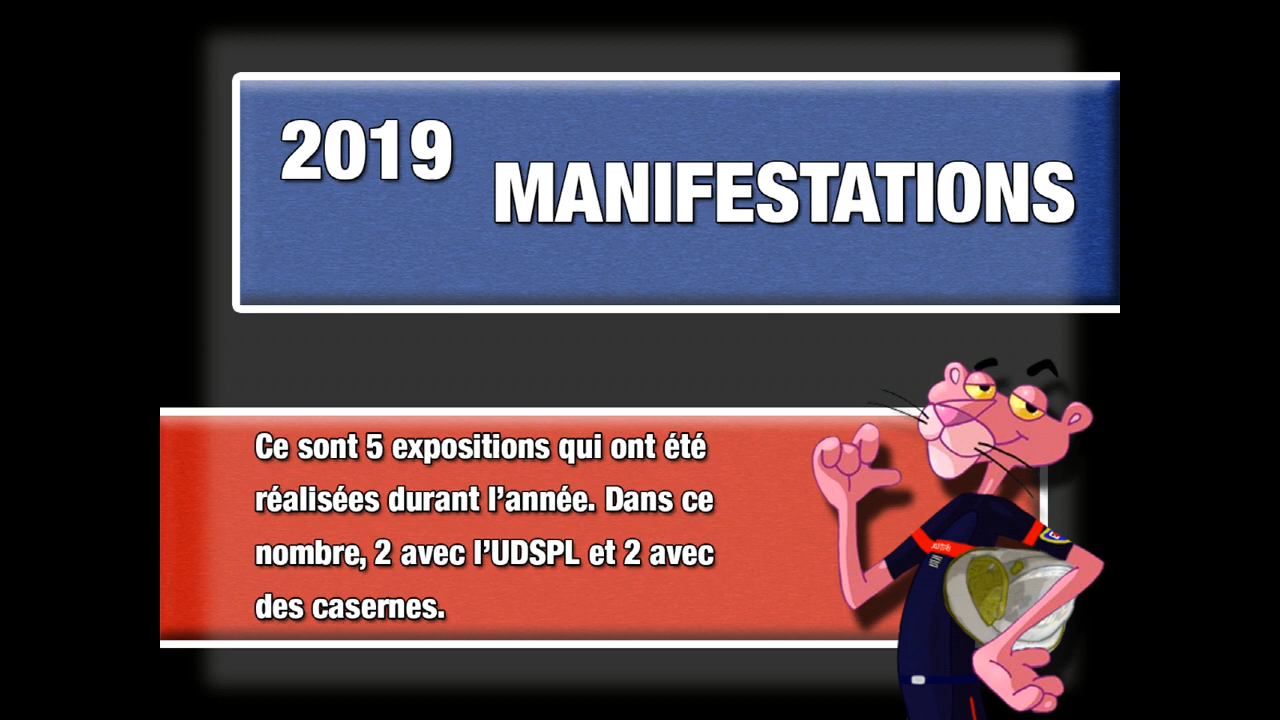 2019
MANIFESTATIONS
Ce sont 5 expositions qui ont été
réalisées durant l'année. Dans ce
nombre, 2 avec l'UDSPL et 2 avec
des casernes.